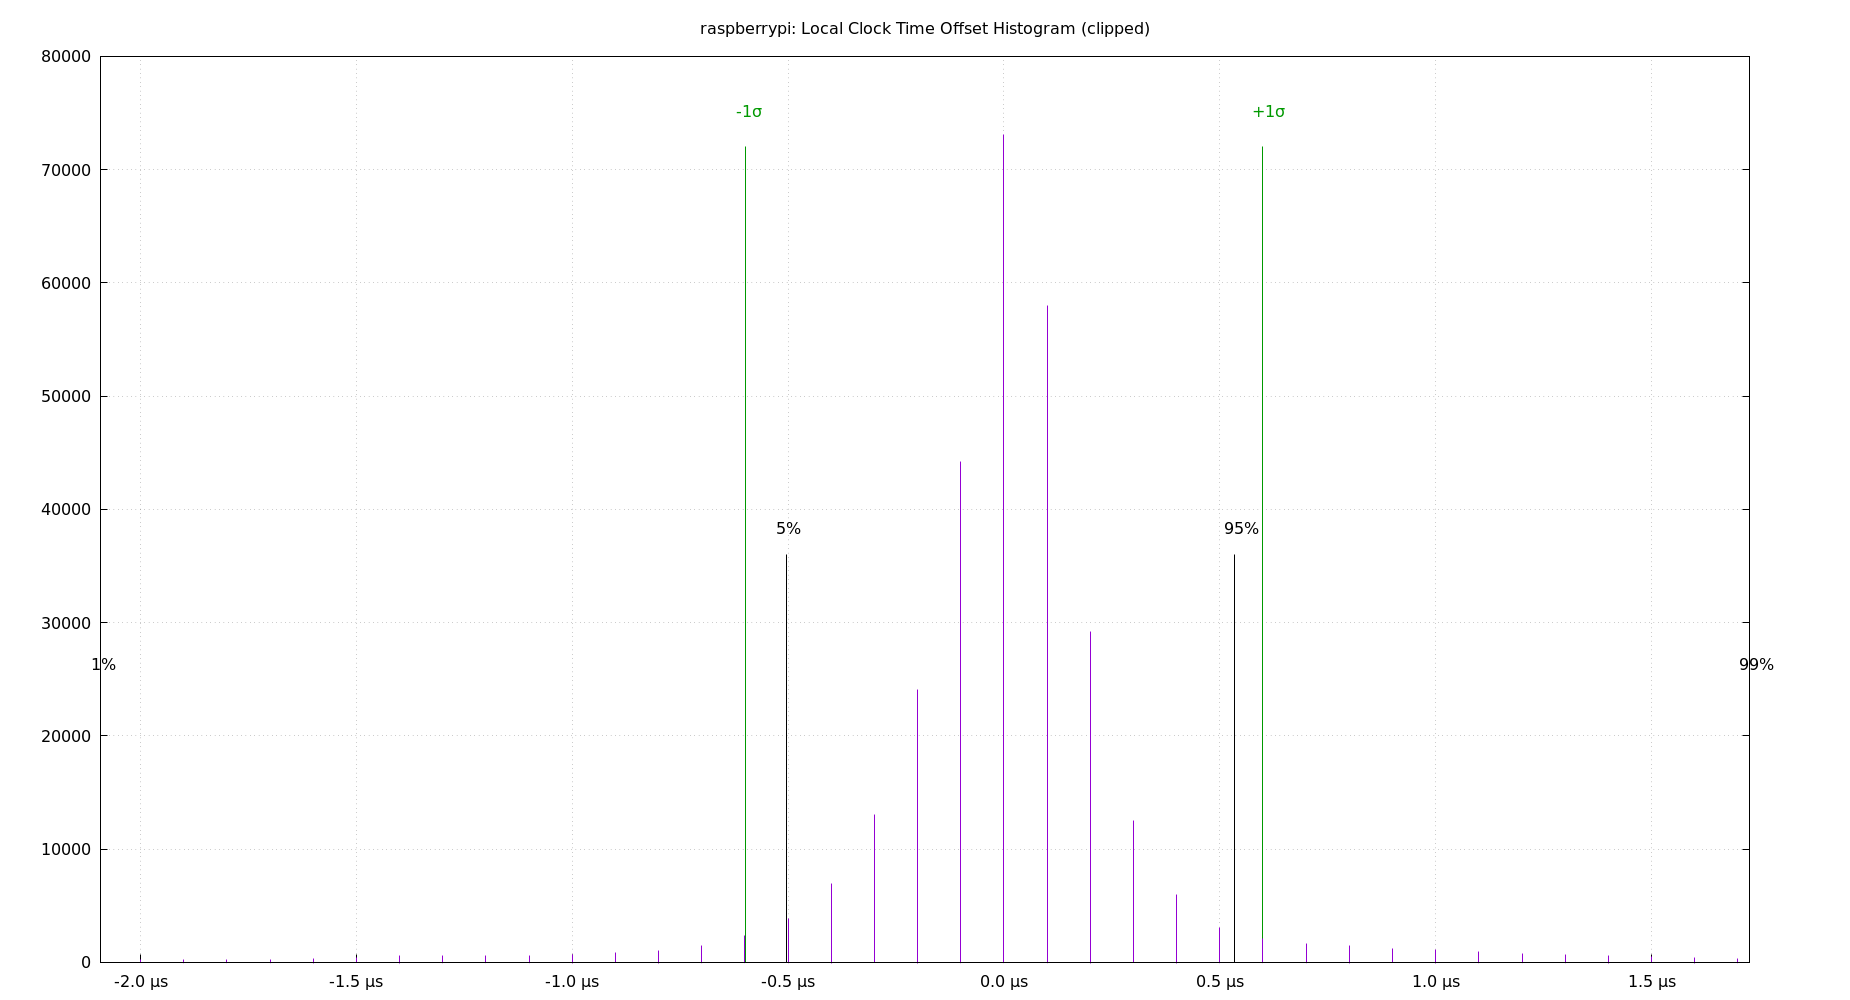 raspberrypi: Local Clock Time Offset Histogram (clipped)
80000
-1σ
+1σ
70000
60000
50000
40000
5%
95%
30000
1%
99%
20000
10000
0
-2.0 µs
-1.5 µs
-1.0 µs
-0.5 µs
0.0 µs
0.5 µs
1.0 µs
1.5 µs